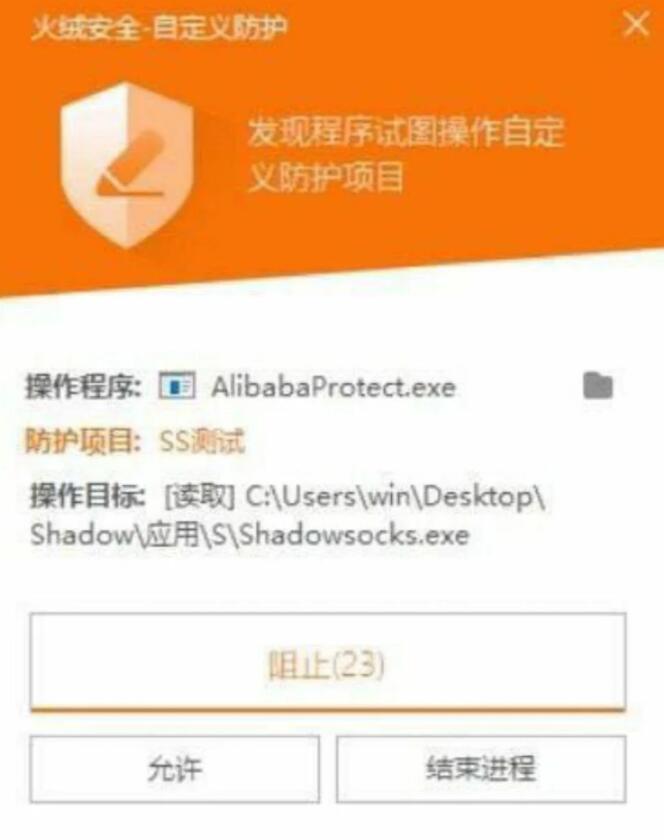 火绒安全-自定义防护
发现程序试图操作自定
义防护项目
操作程序: AlibabaProtect.exe
防护项目: SS测试
操作目标: [读取] C:\Users\win\Desktop\
Shadow\应用\S\Shadowsocks.exe
阻止(23)
允许 结束进程